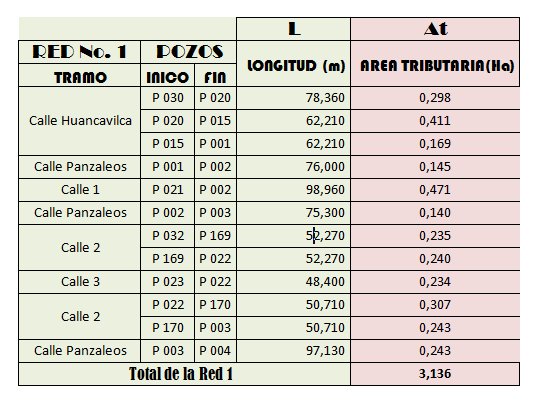 L At
RED No. 1 POZOS LONGITUD (m) AREA TRIBUTARIA(Ha)
TRAMO INICO FIN
Calle Huancavilca P 030 P 020 78,360 0,298
P 020 P 015 62,210 0,411
P 015 P 001 62,210 0,169
Calle Panzaleos P 001 P 002 76,000 0,145
Calle 1 P 021 P 002 98,960 0,471
Calle Panzaleos P 002 P 003 75,300 0,140
Calle 2 P 032 P 169 52,270 0,235
P 169 P 022 52,270 0,240
Calle 3 P 023 P 022 48,400 0,234
Calle 2 P 022 P 170 50,710 0,307
P 170 P 003 50,710 0,243
Calle Panzaleos P 003 P 004 97,130 0,243
Total de la Red 1 3,136